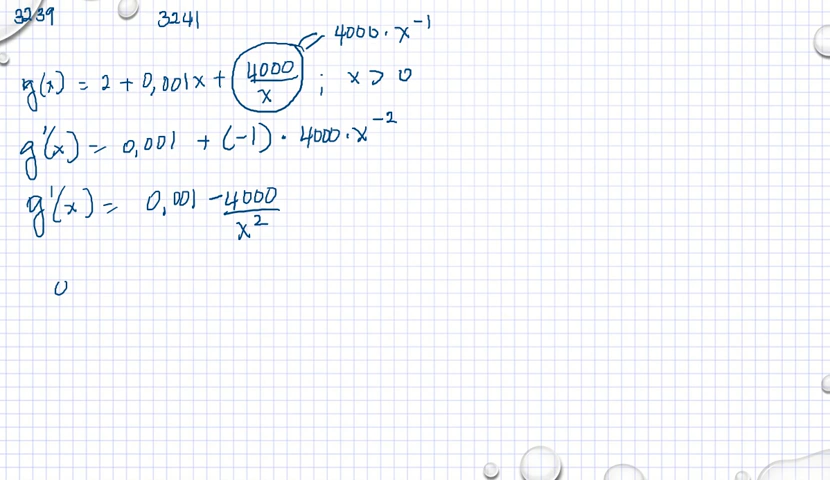 3239 3241
4000 · x⁻¹
g(x) = 2 + 0,001x + 4000/x ; x > 0
g'(x) = 0,001 + (-1) · 4000 · x⁻²
g'(x) = 0,001 - 4000/x²
0